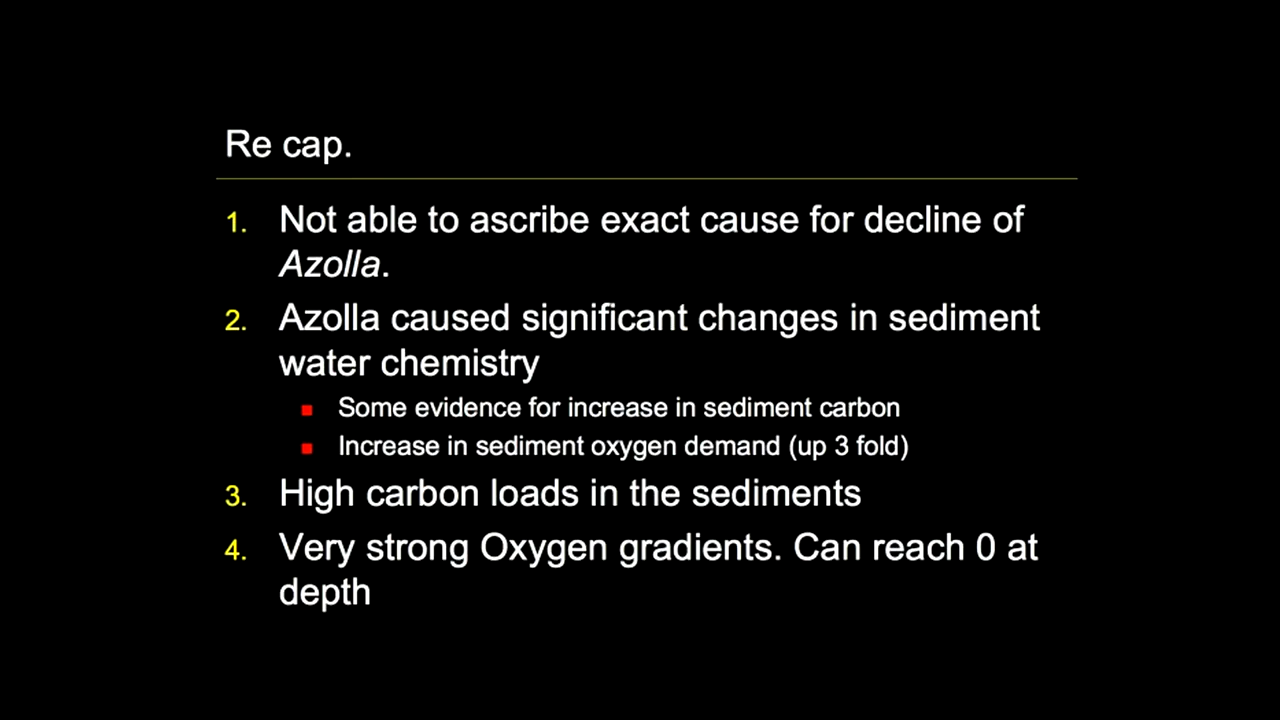 Re cap.
1. Not able to ascribe exact cause for decline of
Azolla.
2. Azolla caused significant changes in sediment
water chemistry
Some evidence for increase in sediment carbon
Increase in sediment oxygen demand (up 3 fold)
3. High carbon loads in the sediments
4. Very strong Oxygen gradients. Can reach 0 at
depth